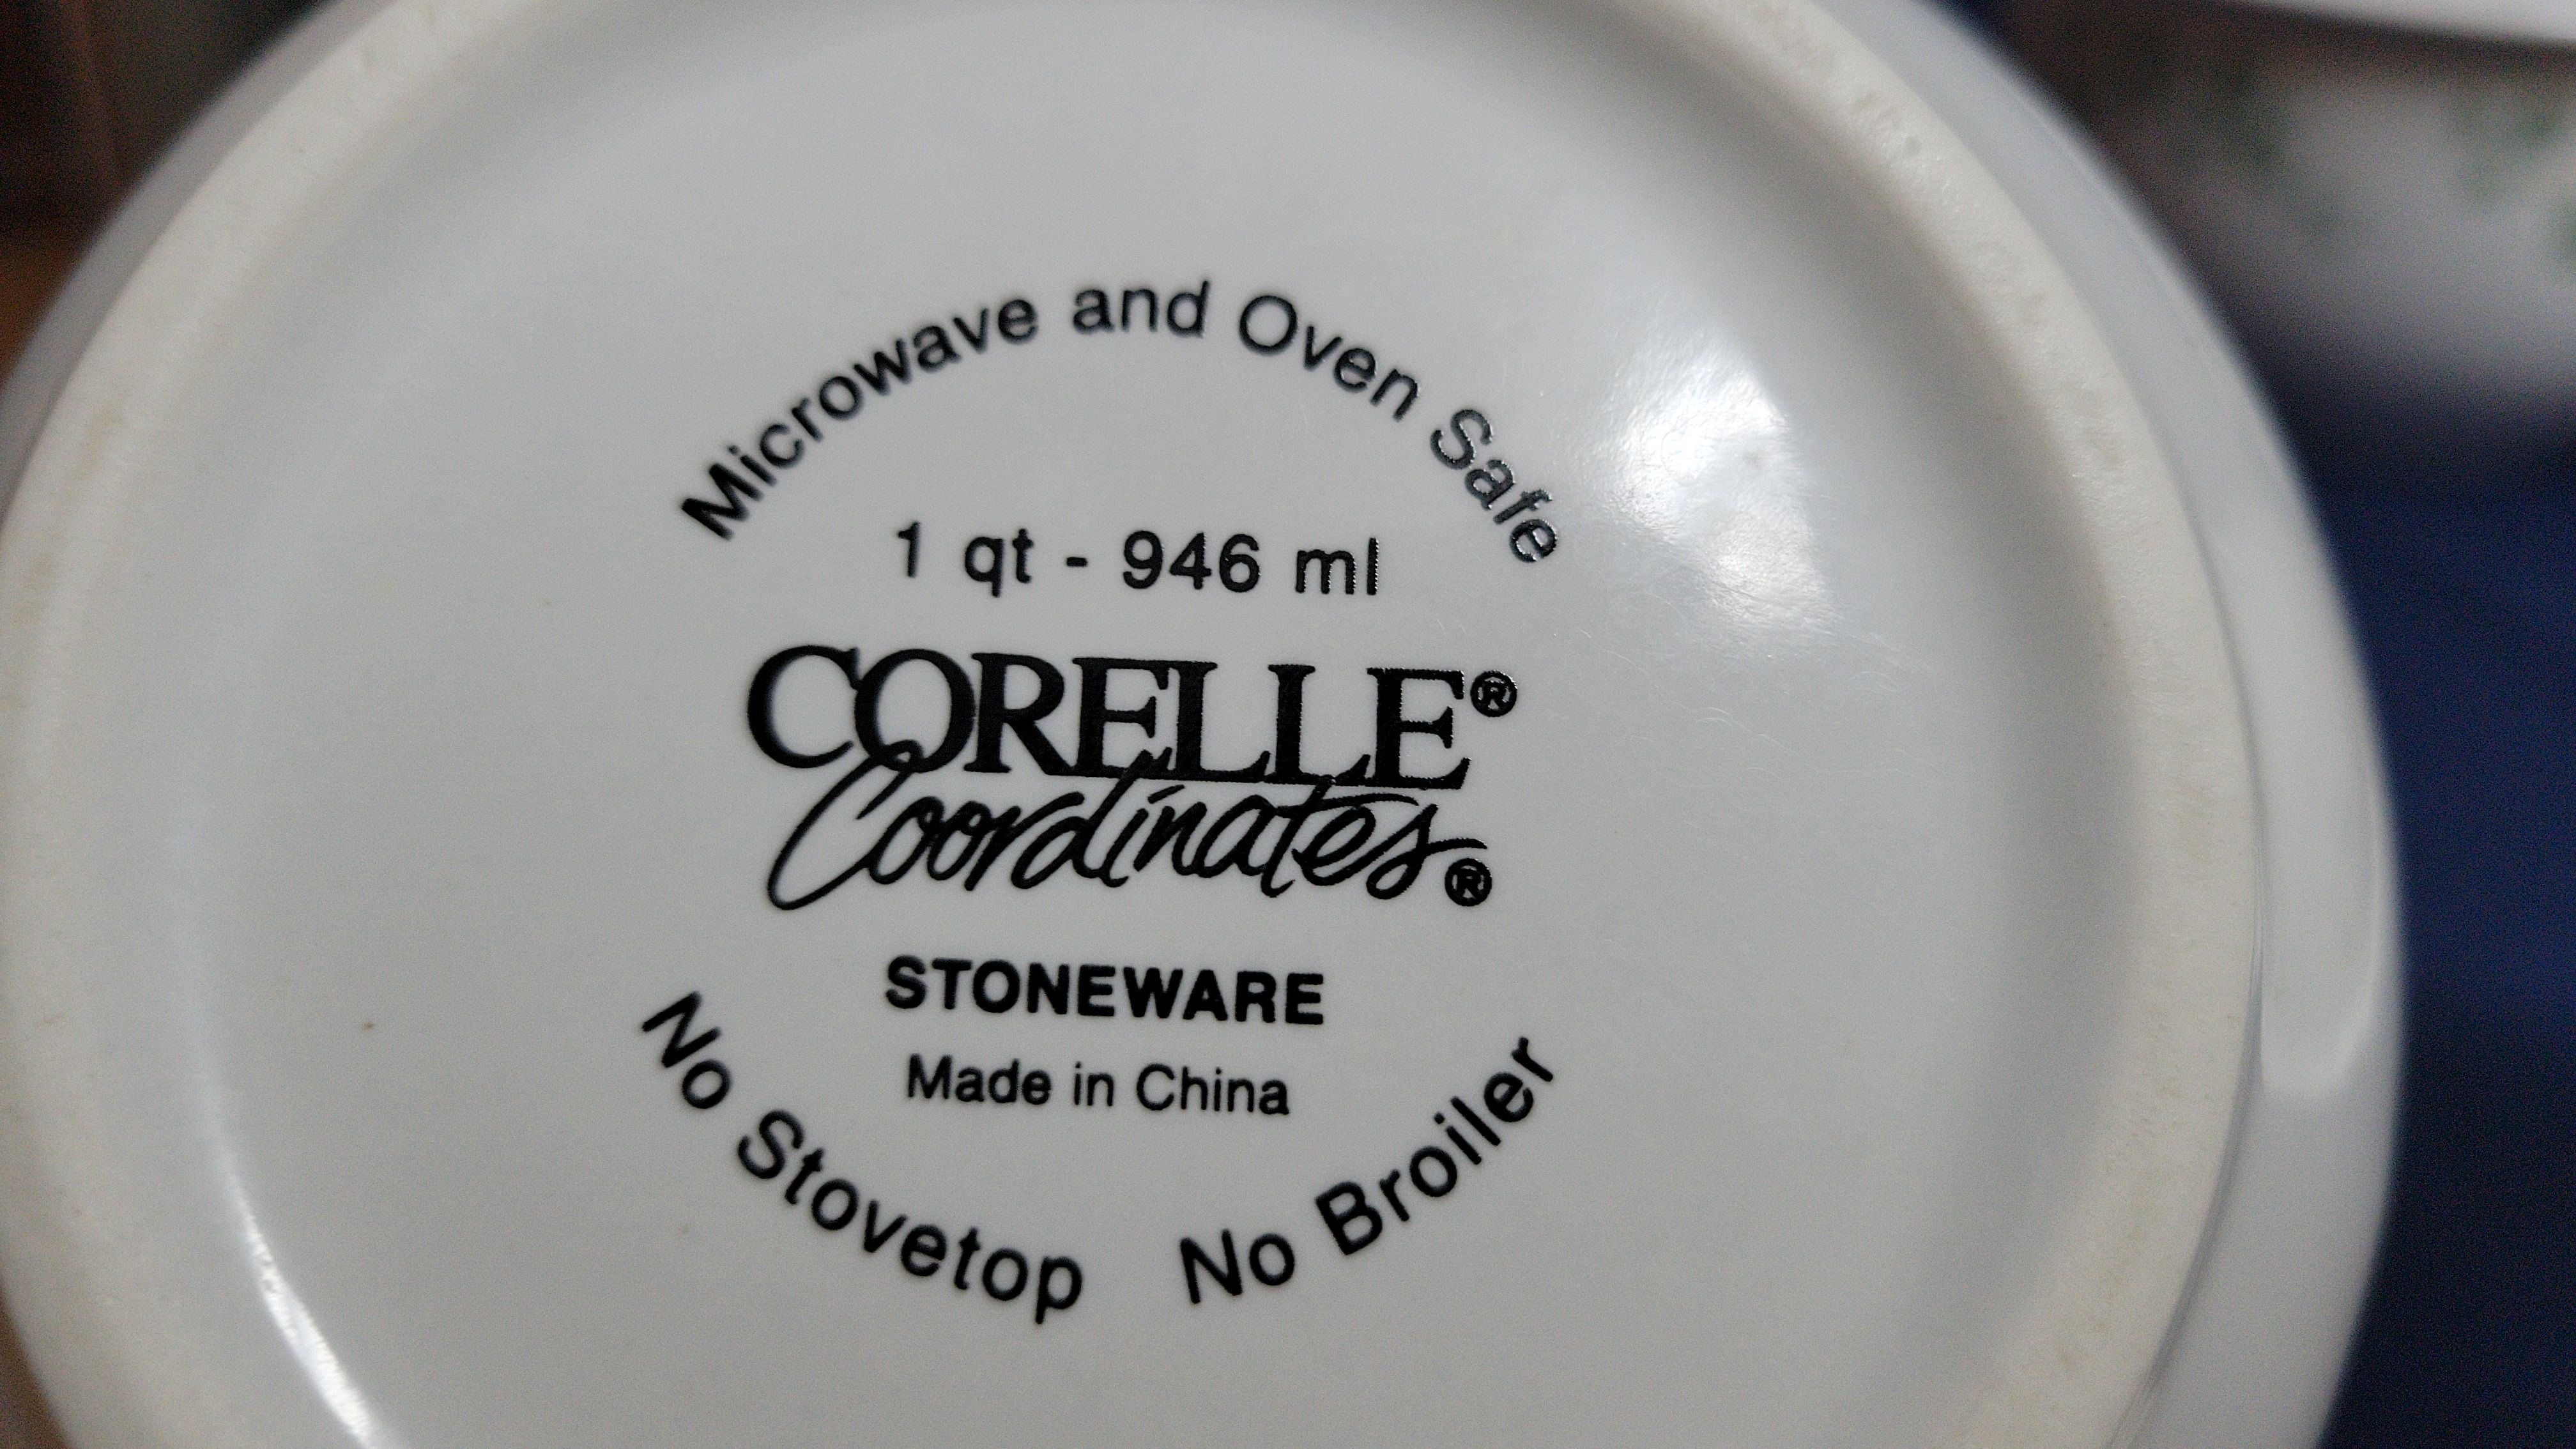 Microwave and Oven Safe
1 qt - 946 ml
CORELLE®
Coordinates®
STONEWARE
Made in China
No Stovetop No Broiler